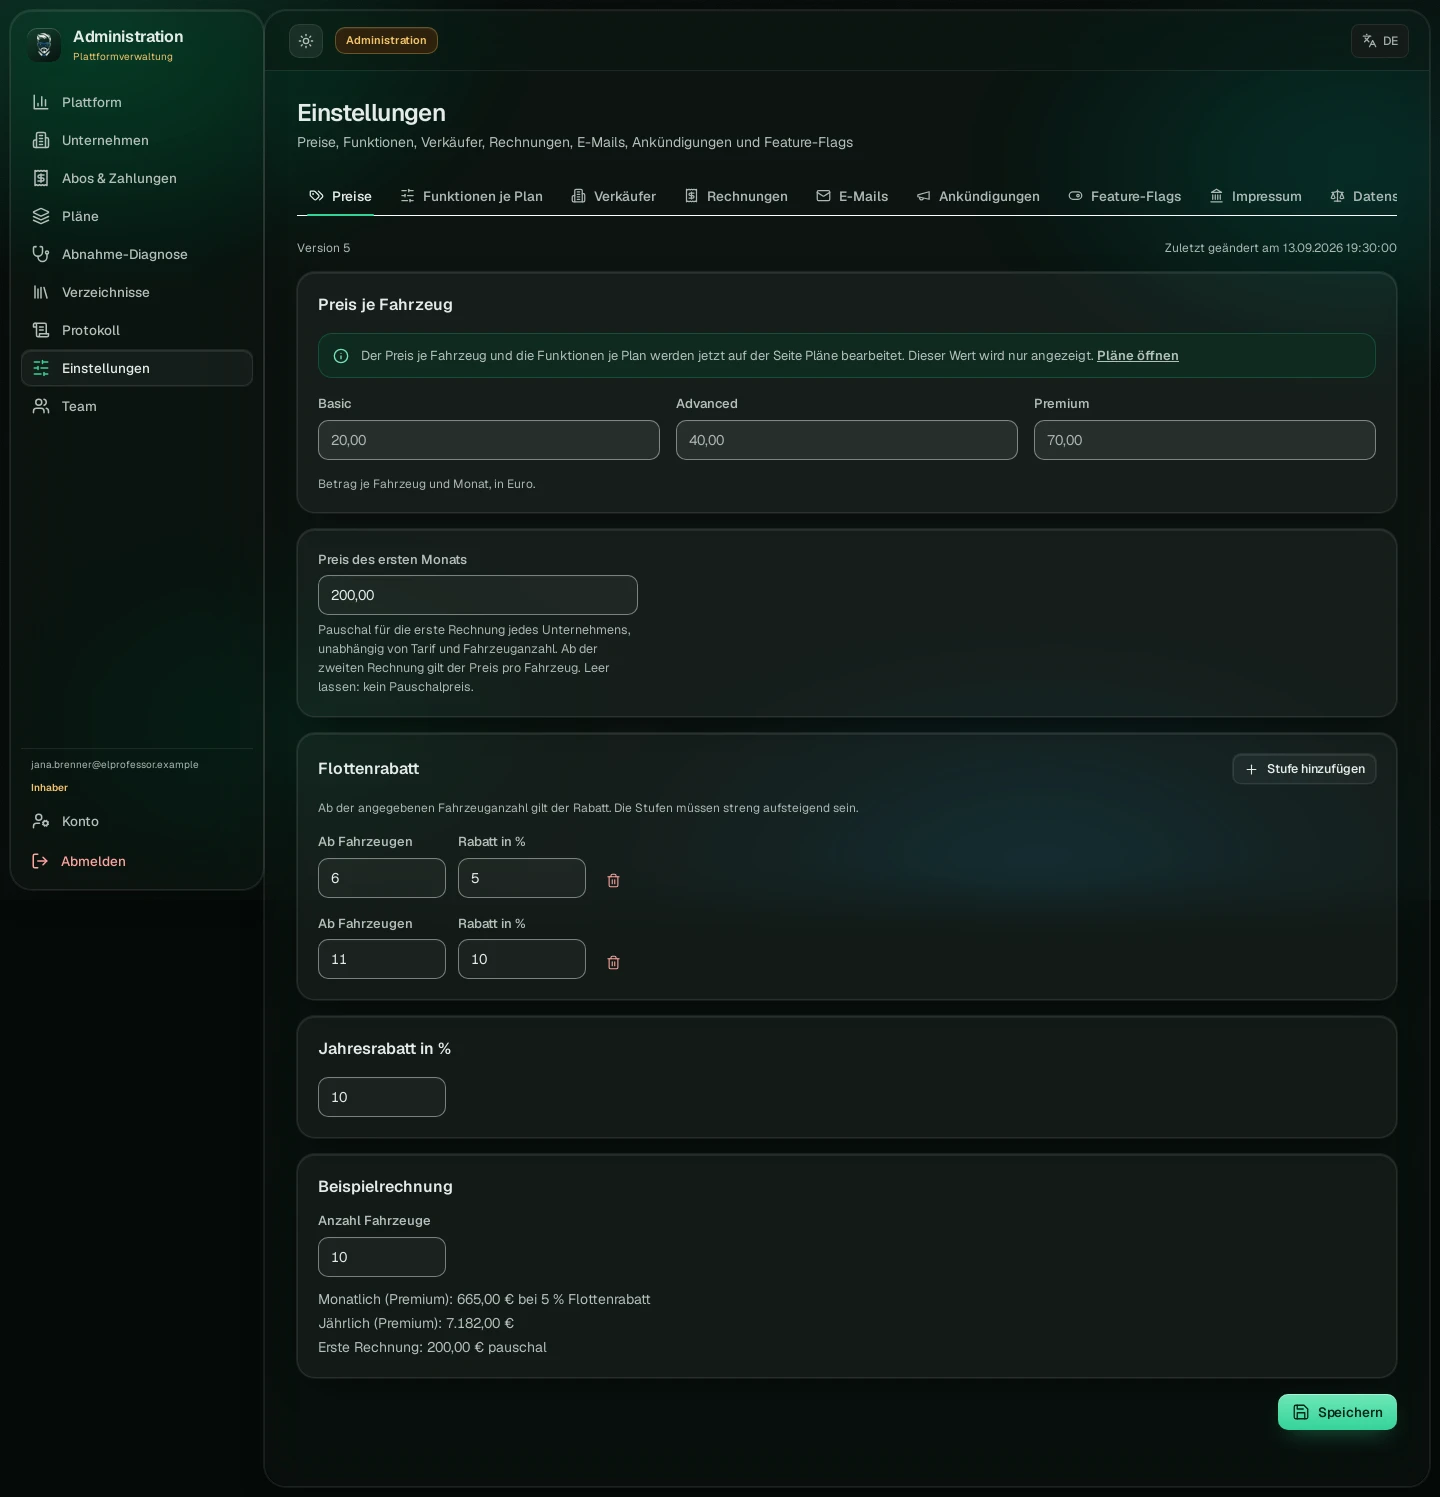 Administration
Plattformverwaltung
Plattform
Unternehmen
Abos & Zahlungen
Pläne
Abnahme-Diagnose
Verzeichnisse
Protokoll
Einstellungen
Team
jana.brenner@elprofessor.example
Inhaber
Konto
Abmelden
Administration
DE
Einstellungen
Preise, Funktionen, Verkäufer, Rechnungen, E-Mails, Ankündigungen und Feature-Flags
Preise Funktionen je Plan Verkäufer Rechnungen E-Mails Ankündigungen Feature-Flags Impressum Datens
Version 5
Zuletzt geändert am 13.09.2026 19:30:00
Preis je Fahrzeug
Der Preis je Fahrzeug und die Funktionen je Plan werden jetzt auf der Seite Pläne bearbeitet. Dieser Wert wird nur angezeigt. Pläne öffnen
Basic Advanced Premium
20,00 40,00 70,00
Betrag je Fahrzeug und Monat, in Euro.
Preis des ersten Monats
200,00
Pauschal für die erste Rechnung jedes Unternehmens,
unabhängig von Tarif und Fahrzeuganzahl. Ab der
zweiten Rechnung gilt der Preis pro Fahrzeug. Leer
lassen: kein Pauschalpreis.
Flottenrabatt
Stufe hinzufügen
Ab der angegebenen Fahrzeuganzahl gilt der Rabatt. Die Stufen müssen streng aufsteigend sein.
Ab Fahrzeugen Rabatt in %
6 5
Ab Fahrzeugen Rabatt in %
11 10
Jahresrabatt in %
10
Beispielrechnung
Anzahl Fahrzeuge
10
Monatlich (Premium): 665,00 € bei 5 % Flottenrabatt
Jährlich (Premium): 7.182,00 €
Erste Rechnung: 200,00 € pauschal
Speichern